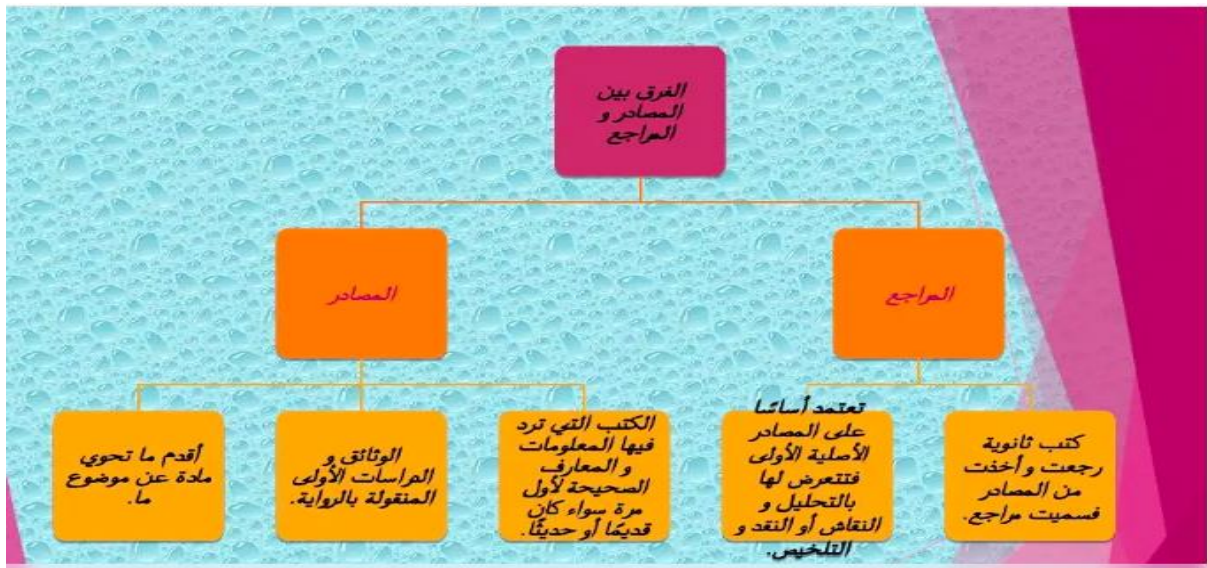 الفرق بين
المصادر و
المراجع
المراجع
المصادر
كتب ثانوية
رجعت وأخذت
من المصادر
فسميت مراجع.
تعتمد أساسًا
على المصادر
الأصلية الأولى
فتتعرض لها
بالتحليل و
النقاش أو النقد و
التلخيص.
الكتب التي ترد
فيها المعلومات
و المعارف
الصحيحة لأول
مرة سواء كان
قديمًا أو حديثًا.
الوثائق و
الدراسات الأولى
المنقولة بالرواية.
أقدم ما تحوي
مادة عن موضوع
ما.